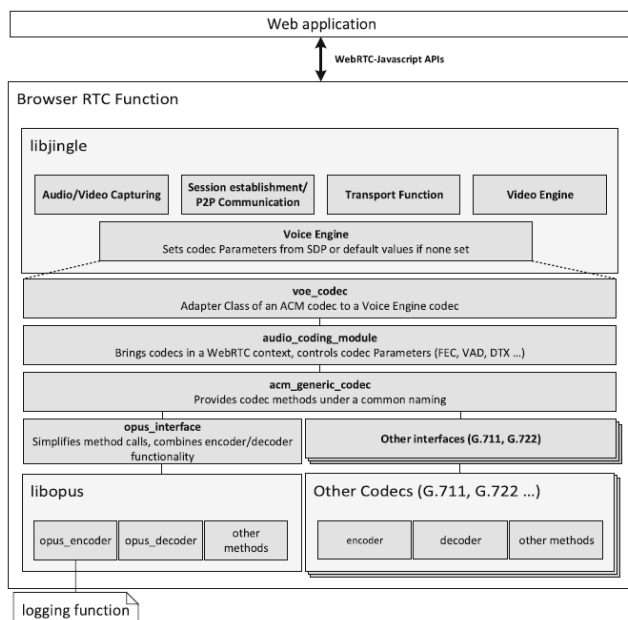 Web application
WebRTC-Javascript APIs
Browser RTC Function
libjingle
Audio/Video Capturing
Session establishment/
P2P Communication
Transport Function
Video Engine
Voice Engine
Sets codec Parameters from SDP or default values if none set
voe_codec
Adapter Class of an ACM codec to a Voice Engine codec
audio_coding_module
Brings codecs in a WebRTC context, controls codec Parameters (FEC, VAD, DTX ...)
acm_generic_codec
Provides codec methods under a common naming
opus_interface
Simplifies method calls, combines encoder/decoder
functionality
Other interfaces (G.711, G.722)
libopus
opus_encoder
opus_decoder
other
methods
Other Codecs (G.711, G.722 ...)
encoder
decoder
other methods
logging function